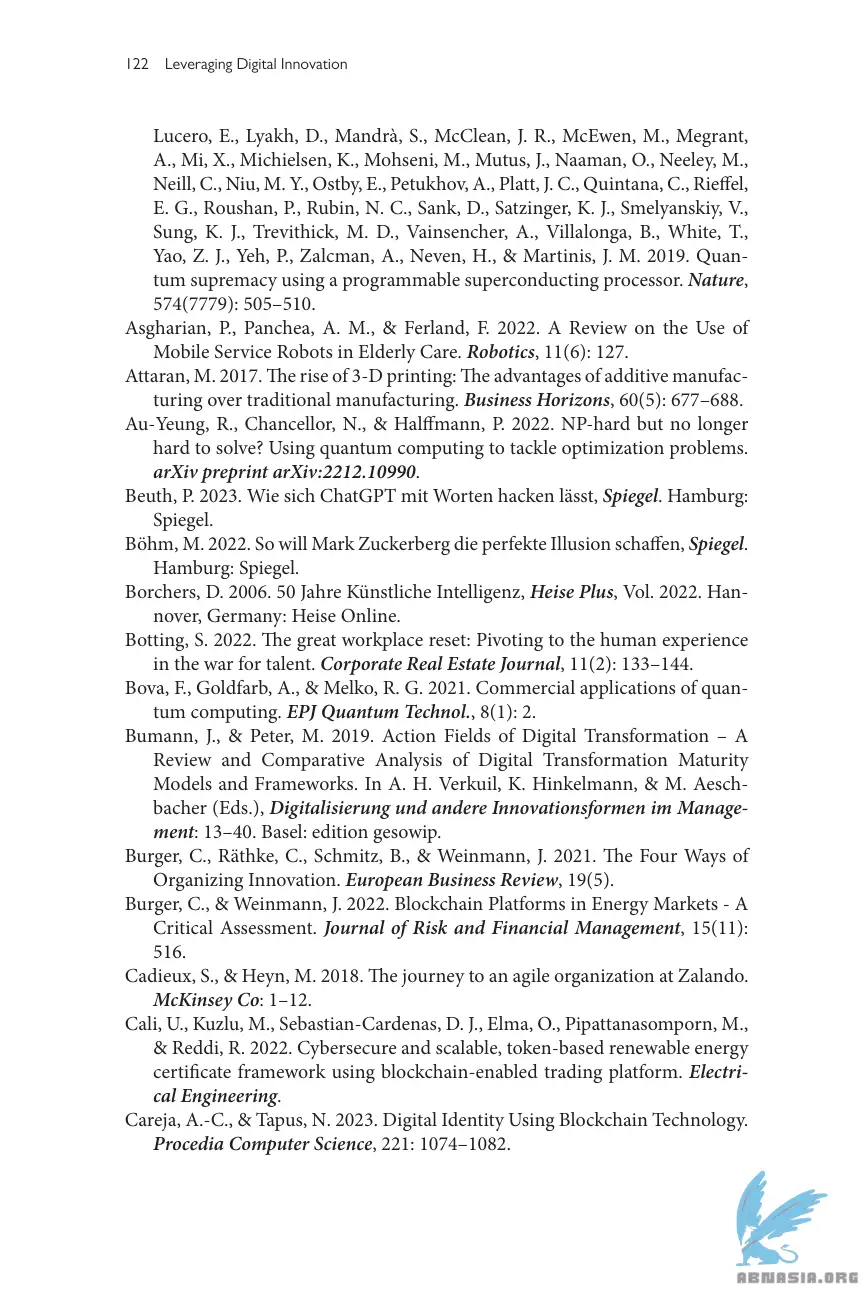 122 Leveraging Digital Innovation
Lucero, E., Lyakh, D., Mandrà, S., McClean, J. R., McEwen, M., Megrant,
A., Mi, X., Michielsen, K., Mohseni, M., Mutus, J., Naaman, O., Neeley, M.,
Neill, C., Niu, M. Y., Ostby, E., Petukhov, A., Platt, J. C., Quintana, C., Rieffel,
E. G., Roushan, P., Rubin, N. C., Sank, D., Satzinger, K. J., Smelyanskiy, V.,
Sung, K. J., Trevithick, M. D., Vainsencher, A., Villalonga, B., White, T.,
Yao, Z. J., Yeh, P., Zalcman, A., Neven, H., & Martinis, J. M. 2019. Quan-
tum supremacy using a programmable superconducting processor. Nature,
574(7779): 505–510.
Asgharian, P., Panchea, A. M., & Ferland, F. 2022. A Review on the Use of
Mobile Service Robots in Elderly Care. Robotics, 11(6): 127.
Attaran, M. 2017. The rise of 3-D printing: The advantages of additive manufac-
turing over traditional manufacturing. Business Horizons, 60(5): 677–688.
Au-Yeung, R., Chancellor, N., & Halffmann, P. 2022. NP-hard but no longer
hard to solve? Using quantum computing to tackle optimization problems.
arXiv preprint arXiv:2212.10990.
Beuth, P. 2023. Wie sich ChatGPT mit Worten hacken lässt, Spiegel. Hamburg:
Spiegel.
Böhm, M. 2022. So will Mark Zuckerberg die perfekte Illusion schaffen, Spiegel.
Hamburg: Spiegel.
Borchers, D. 2006. 50 Jahre Künstliche Intelligenz, Heise Plus, Vol. 2022. Han-
nover, Germany: Heise Online.
Botting, S. 2022. The great workplace reset: Pivoting to the human experience
in the war for talent. Corporate Real Estate Journal, 11(2): 133–144.
Bova, F., Goldfarb, A., & Melko, R. G. 2021. Commercial applications of quan-
tum computing. EPJ Quantum Technol., 8(1): 2.
Bumann, J., & Peter, M. 2019. Action Fields of Digital Transformation – A
Review and Comparative Analysis of Digital Transformation Maturity
Models and Frameworks. In A. H. Verkuil, K. Hinkelmann, & M. Aesch-
bacher (Eds.), Digitalisierung und andere Innovationsformen im Manage-
ment: 13–40. Basel: edition gesowip.
Burger, C., Räthke, C., Schmitz, B., & Weinmann, J. 2021. The Four Ways of
Organizing Innovation. European Business Review, 19(5).
Burger, C., & Weinmann, J. 2022. Blockchain Platforms in Energy Markets - A
Critical Assessment. Journal of Risk and Financial Management, 15(11):
516.
Cadieux, S., & Heyn, M. 2018. The journey to an agile organization at Zalando.
McKinsey Co: 1–12.
Cali, U., Kuzlu, M., Sebastian-Cardenas, D. J., Elma, O., Pipattanasomporn, M.,
& Reddi, R. 2022. Cybersecure and scalable, token-based renewable energy
certificate framework using blockchain-enabled trading platform. Electri-
cal Engineering.
Careja, A.-C., & Tapus, N. 2023. Digital Identity Using Blockchain Technology.
Procedia Computer Science, 221: 1074–1082.
ABNASIA.ORG